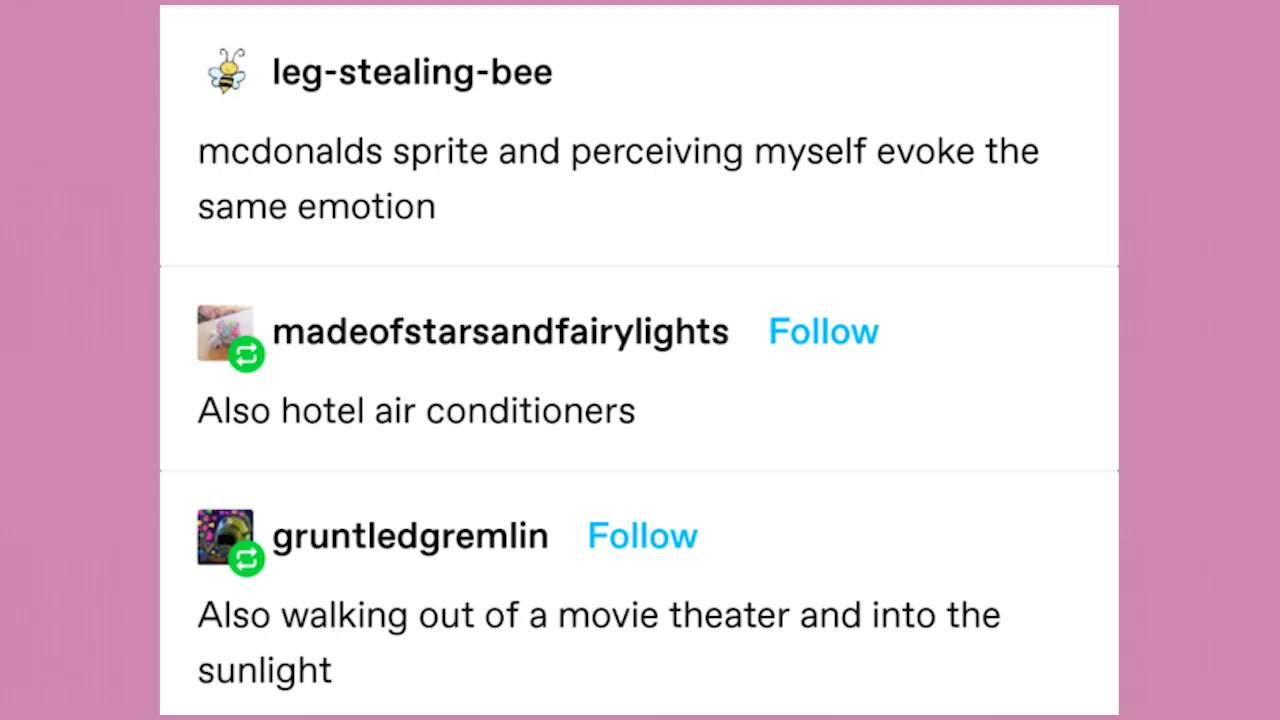 leg-stealing-bee
mcdonalds sprite and perceiving myself evoke the
same emotion
madeofstarsandfairylights Follow
Also hotel air conditioners
gruntledgremlin Follow
Also walking out of a movie theater and into the
sunlight